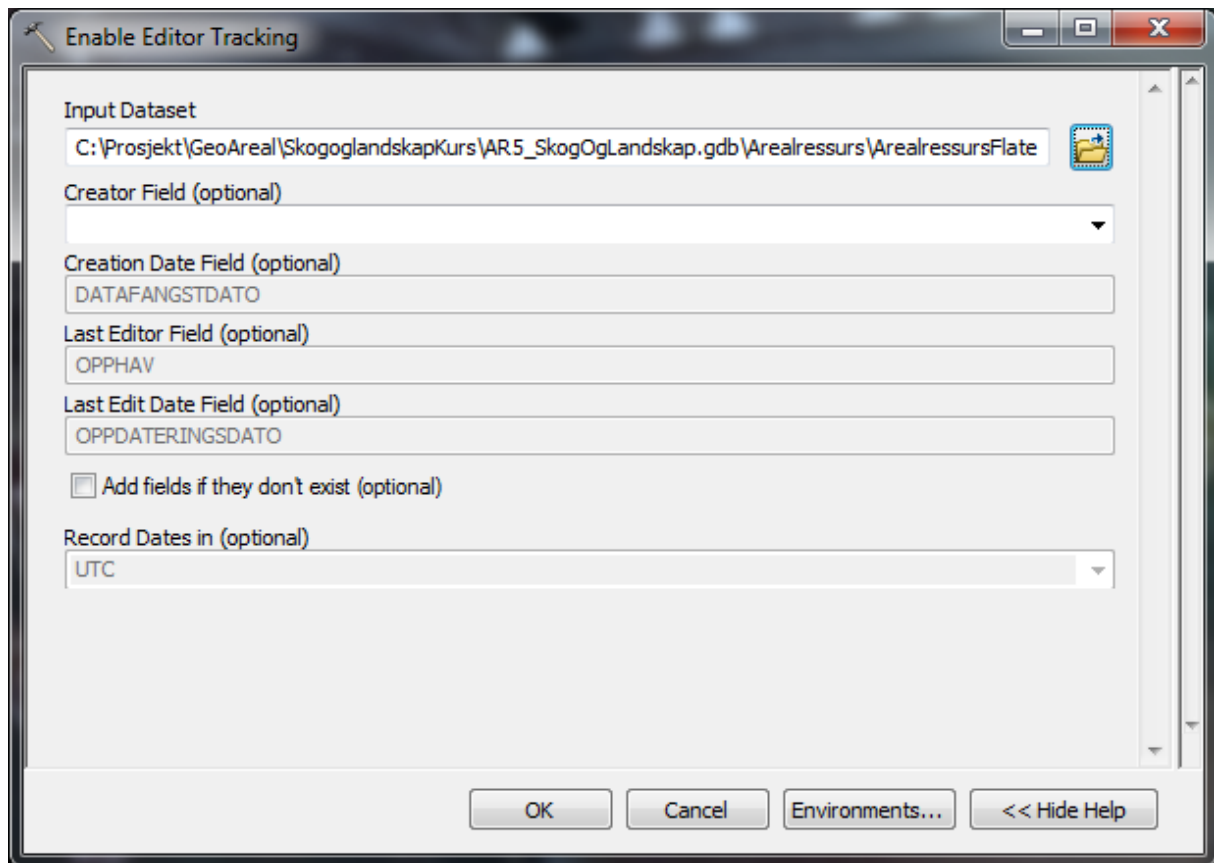 Enable Editor Tracking
Input Dataset
C:\Prosjekt\GeoAreal\SkogoglandskapKurs\AR5_SkogOgLandskap.gdb\Arealressurs\ArealressursFlate
Creator Field (optional)
Creation Date Field (optional)
DATAFANGSTDATO
Last Editor Field (optional)
OPPHAV
Last Edit Date Field (optional)
OPPDATERINGSDATO
Add fields if they don't exist (optional)
Record Dates in (optional)
UTC
OK Cancel Environments... << Hide Help